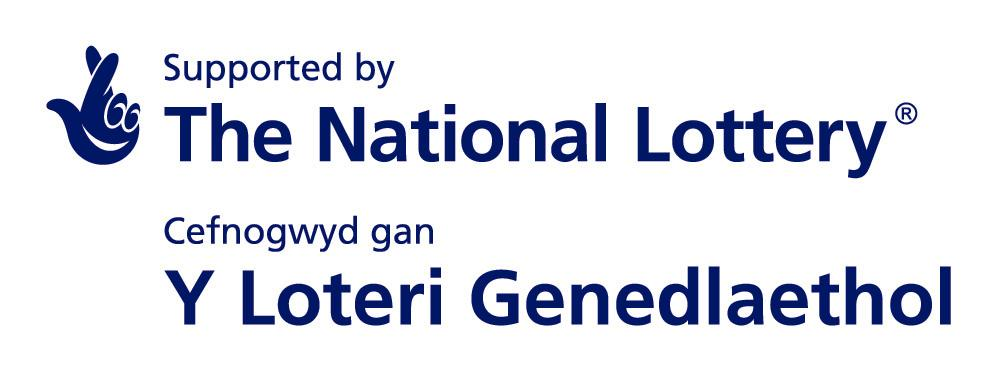 Supported by
The National Lottery®
Cefnogwyd gan
Y Loteri Genedlaethol